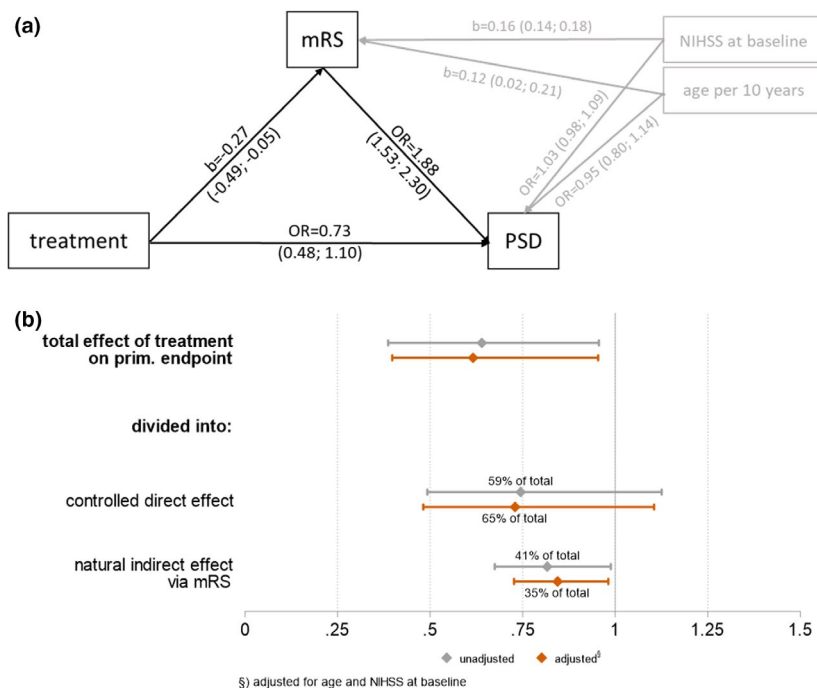 (a)
mRS
b=0.16 (0.14; 0.18)
NIHSS at baseline
b=0.12 (0.02; 0.21)
age per 10 years
b=-0.27
(-0.49; -0.05)
OR=1.88
(1.53; 2.30)
OR=1.03 (0.98; 1.09)
OR=0.95 (0.80; 1.14)
treatment
OR=0.73
(0.48; 1.10)
PSD
(b)
total effect of treatment
on prim. endpoint
divided into:
controlled direct effect
59% of total
65% of total
natural indirect effect
via mRS
41% of total
35% of total
0 .25 .5 .75 1 1.25 1.5
unadjusted adjusted§
§) adjusted for age and NIHSS at baseline